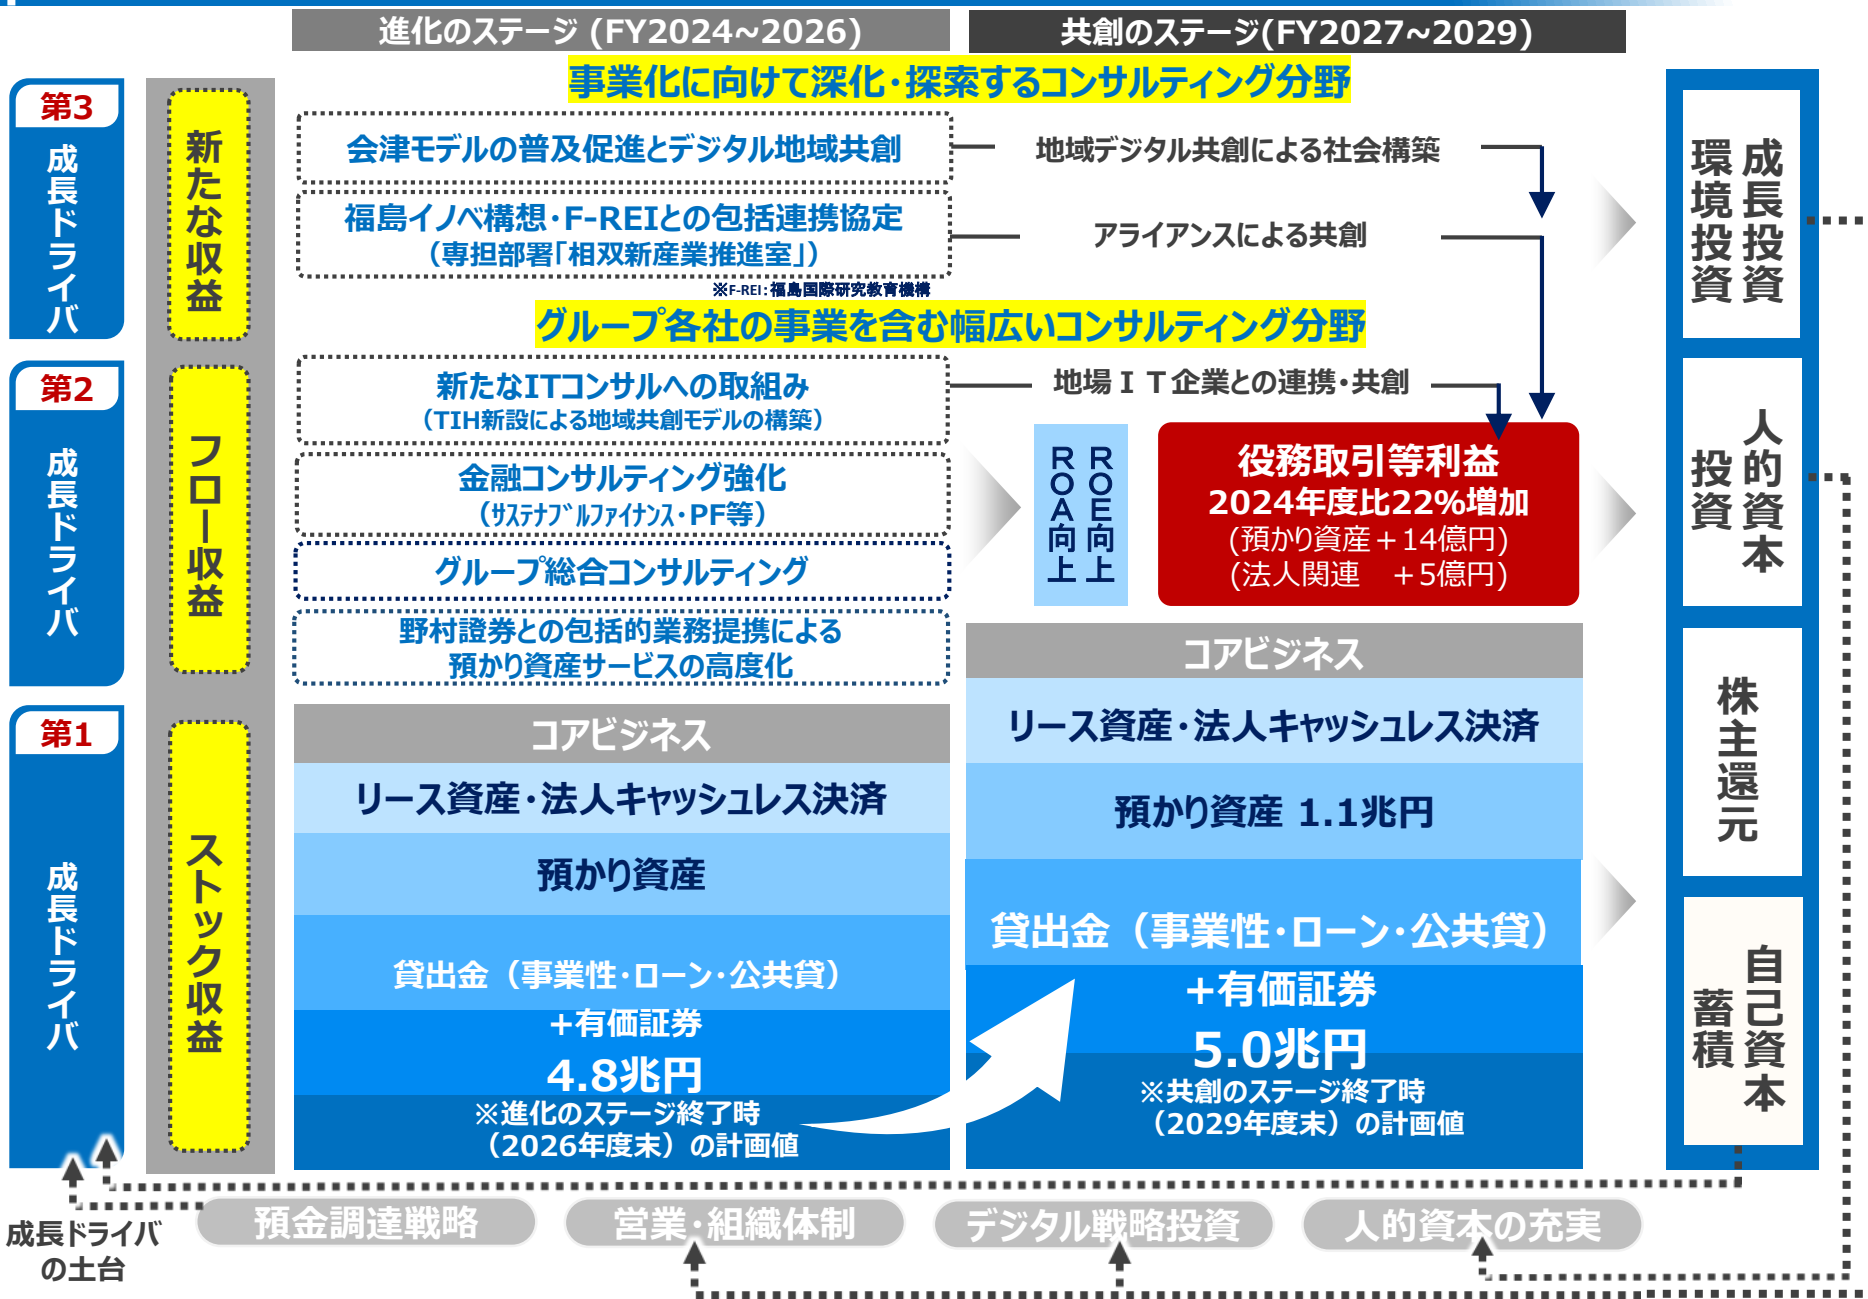 進化のステージ (FY2024~2026)
共創のステージ(FY2027~2029)
事業化に向けて深化・探索するコンサルティング分野
第3
成長ドライバ
新たな収益
会津モデルの普及促進とデジタル地域共創
地域デジタル共創による社会構築
福島イノベ構想・F-REIとの包括連携協定
（専担部署「相双新産業推進室」）
アライアンスによる共創
※F-REI：福島国際研究教育機構
グループ各社の事業を含む幅広いコンサルティング分野
第2
成長ドライバ
フロー収益
新たなITコンサルへの取組み
（TIH新設による地域共創モデルの構築）
地場ＩＴ企業との連携・共創
金融コンサルティング強化
（ｻｽﾃﾅﾌﾞﾙﾌｧｲﾅﾝｽ・PF等）
グループ総合コンサルティング
野村證券との包括的業務提携による
預かり資産サービスの高度化
ROE向上
ROA向上
役務取引等利益
2024年度比22%増加
(預かり資産＋14億円)
(法人関連　＋5億円)
第1
成長ドライバ
ストック収益
コアビジネス
リース資産・法人キャッシュレス決済
預かり資産
貸出金（事業性・ローン・公共貸）
+有価証券
4.8兆円
※進化のステージ終了時
（2026年度末）の計画値
コアビジネス
リース資産・法人キャッシュレス決済
預かり資産 1.1兆円
貸出金（事業性・ローン・公共貸）
+有価証券
5.0兆円
※共創のステージ終了時
（2029年度末）の計画値
成長投資
環境投資
人的資本
投資
株主還元
自己資本
蓄積
成長ドライバ
の土台
預金調達戦略
営業・組織体制
デジタル戦略投資
人的資本の充実